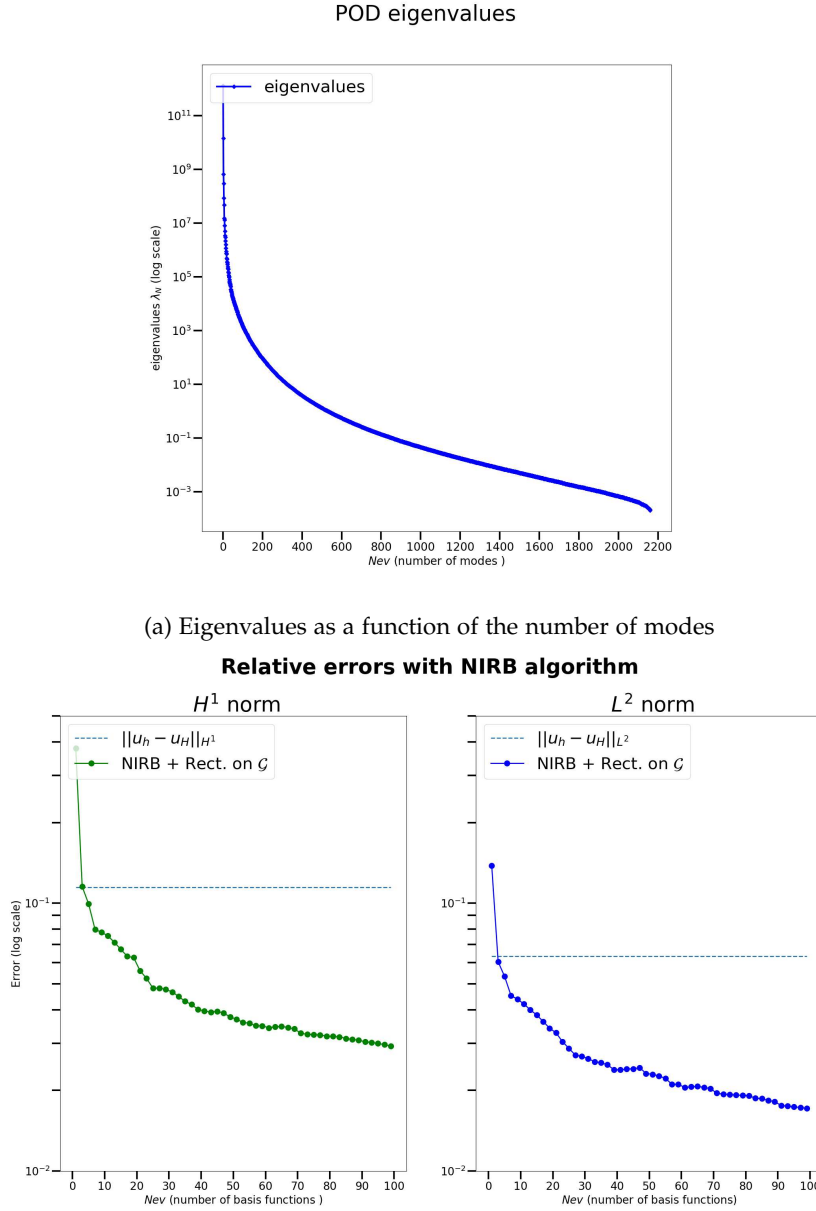 POD eigenvalues
eigenvalues
10^11
10^9
10^7
10^5
10^3
10^1
10^-1
10^-3
eigenvalues λ_N (log scale)
0 200 400 600 800 1000 1200 1400 1600 1800 2000 2200
Nev (number of modes )
(a) Eigenvalues as a function of the number of modes
Relative errors with NIRB algorithm
H^1 norm
||u_h − u_H||_H^1
NIRB + Rect. on 𝒢
10^-1
10^-2
Error (log scale)
0 10 20 30 40 50 60 70 80 90 100
Nev (number of basis functions )
L^2 norm
||u_h − u_H||_L^2
NIRB + Rect. on 𝒢
10^-1
10^-2
0 10 20 30 40 50 60 70 80 90 100
Nev (number of basis functions)